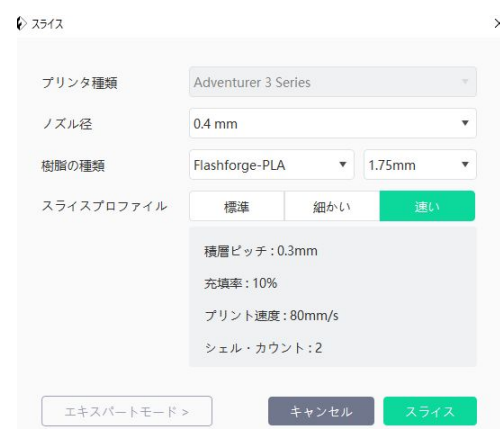 スライス
プリンタ種類 Adventurer 3 Series
ノズル径 0.4 mm
樹脂の種類 Flashforge-PLA 1.75mm
スライスプロファイル 標準 細かい 速い
積層ピッチ : 0.3mm
充填率 : 10%
プリント速度 : 80mm/s
シェル・カウント : 2
エキスパートモード > キャンセル スライス